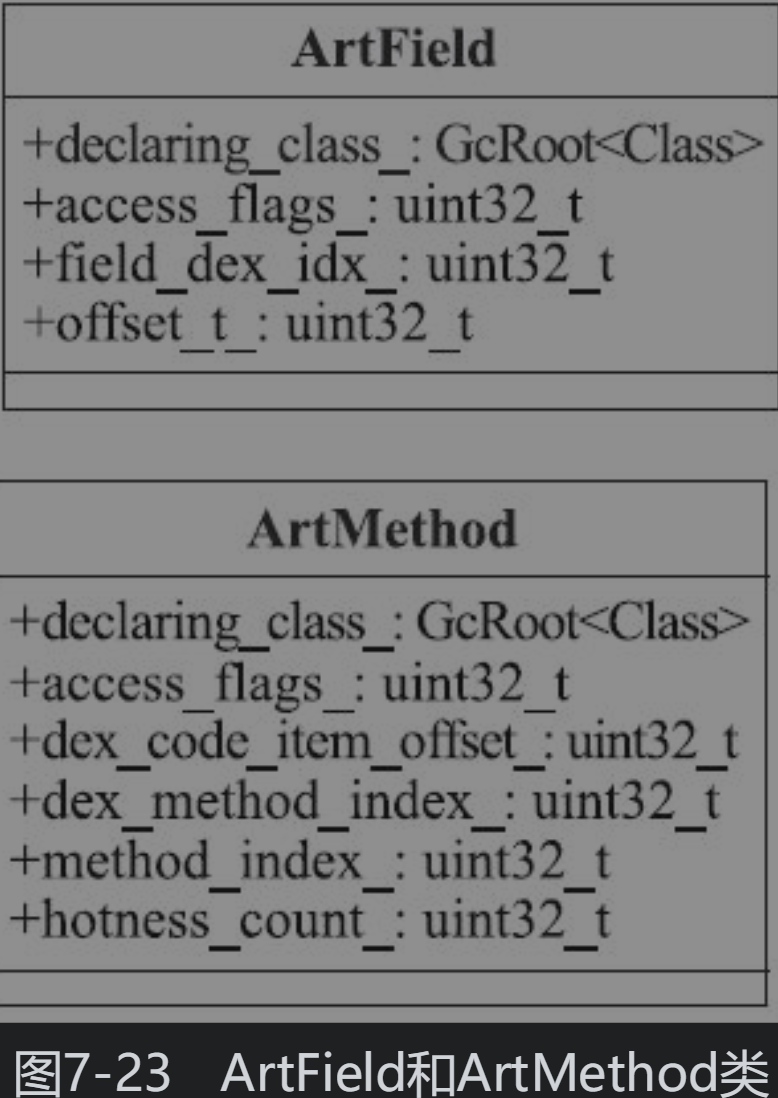 ArtField
+declaring_class_: GcRoot<Class>
+access_flags_: uint32_t
+field_dex_idx_: uint32_t
+offset_t_: uint32_t
ArtMethod
+declaring_class_: GcRoot<Class>
+access_flags_: uint32_t
+dex_code_item_offset_: uint32_t
+dex_method_index_: uint32_t
+method_index_: uint32_t
+hotness_count_: uint32_t
图7-23 ArtField和ArtMethod类